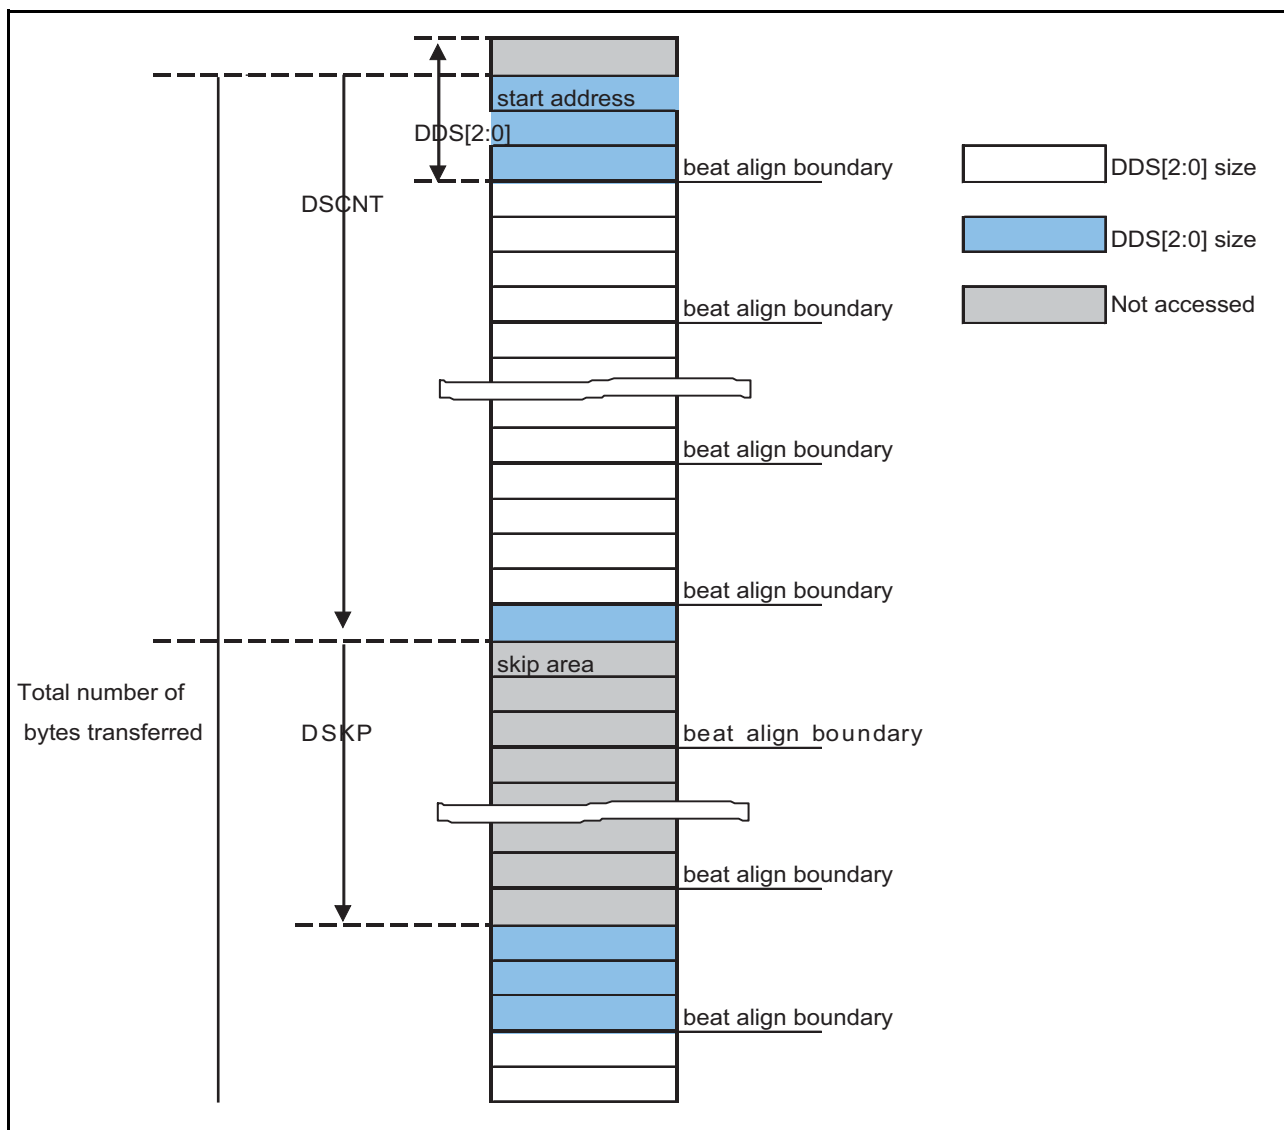 start address
DDS[2:0]
beat align boundary
DSCNT
beat align boundary
beat align boundary
beat align boundary
skip area
Total number of
bytes transferred
DSKP
beat align boundary
beat align boundary
beat align boundary
DDS[2:0] size
DDS[2:0] size
Not accessed